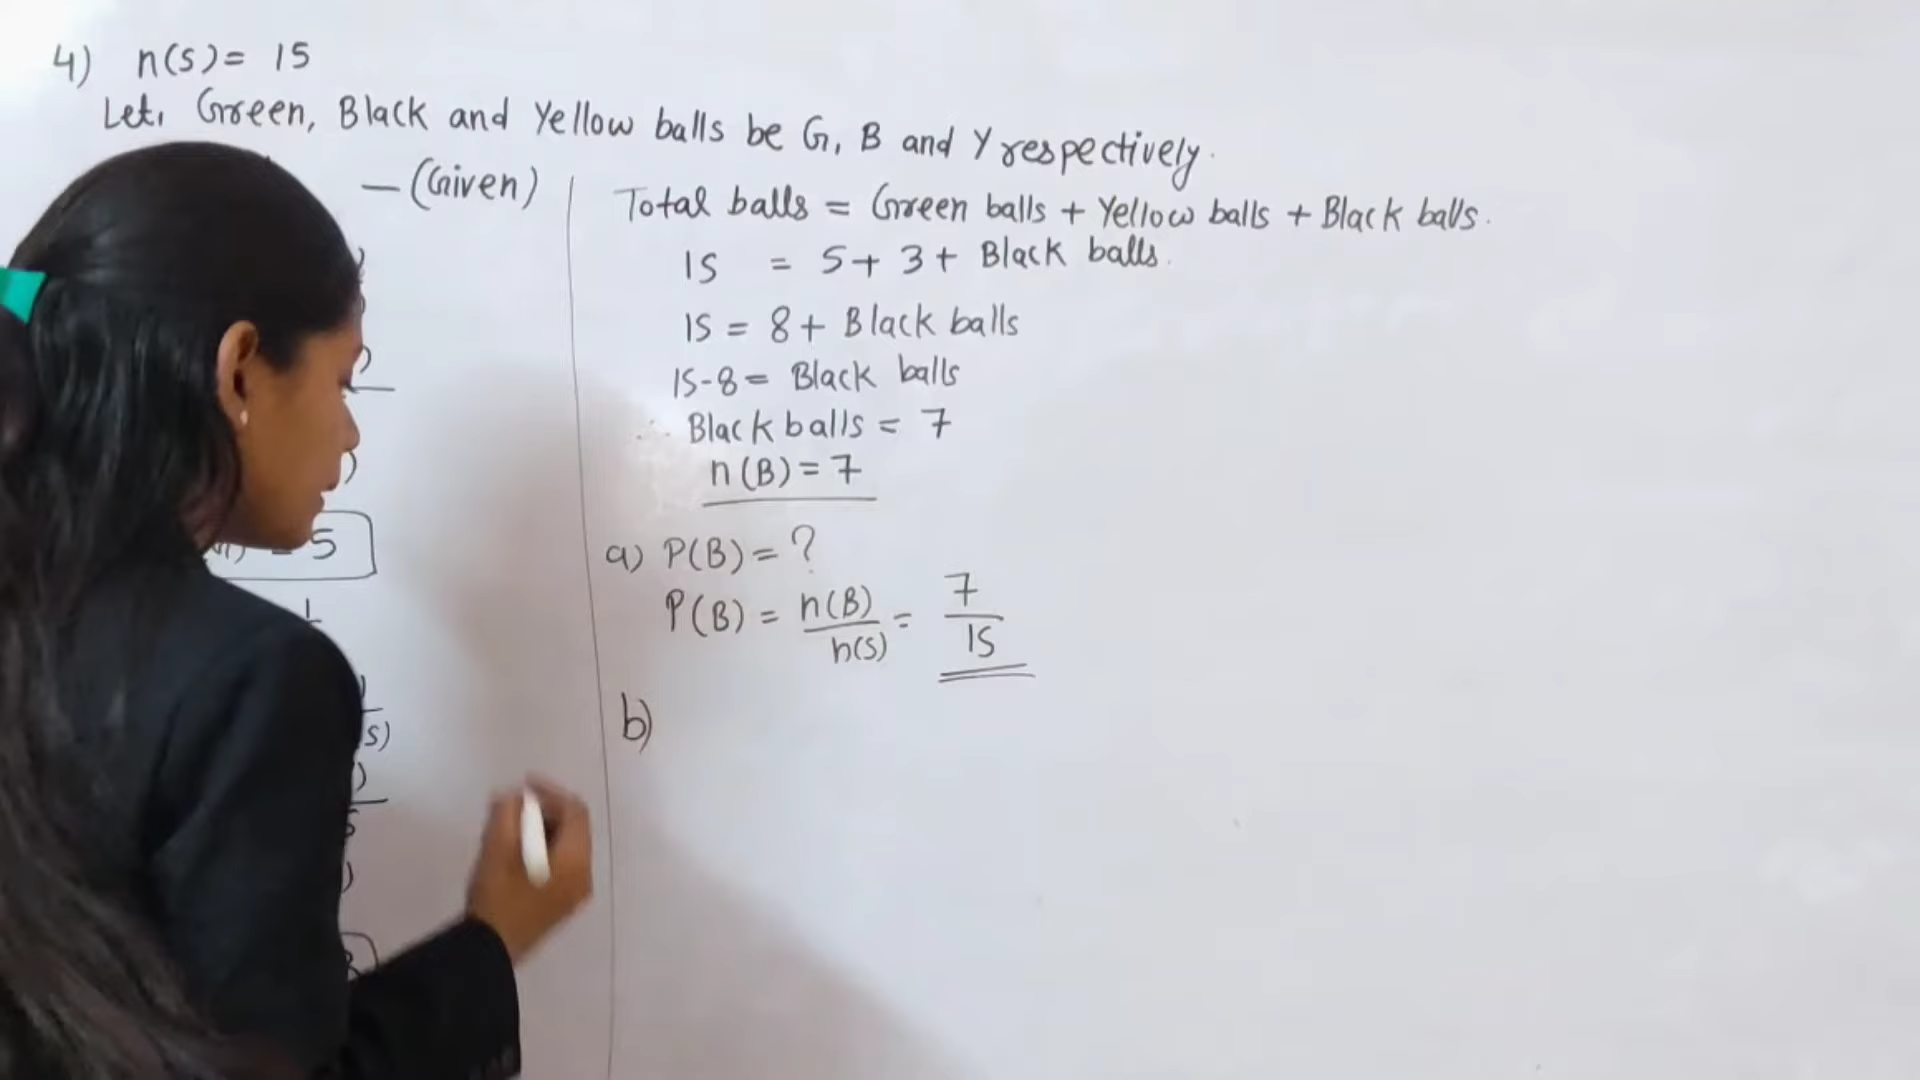 4) n(s) = 15
Let, Green, Black and Yellow balls be G, B and Y respectively.
— (Given)
= 5
1
s)
Total balls = Green balls + Yellow balls + Black balls.
15 = 5 + 3 + Black balls.
15 = 8 + Black balls
15-8 = Black balls
∴ Black balls = 7
n(B) = 7
a) P(B) = ?
P(B) = n(B)/n(s) = 7/15
b)